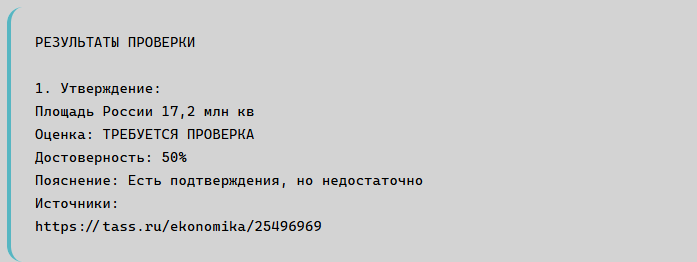 РЕЗУЛЬТАТЫ ПРОВЕРКИ
1. Утверждение:
Площадь России 17,2 млн кв
Оценка: ТРЕБУЕТСЯ ПРОВЕРКА
Достоверность: 50%
Пояснение: Есть подтверждения, но недостаточно
Источники:
https://tass.ru/ekonomika/25496969